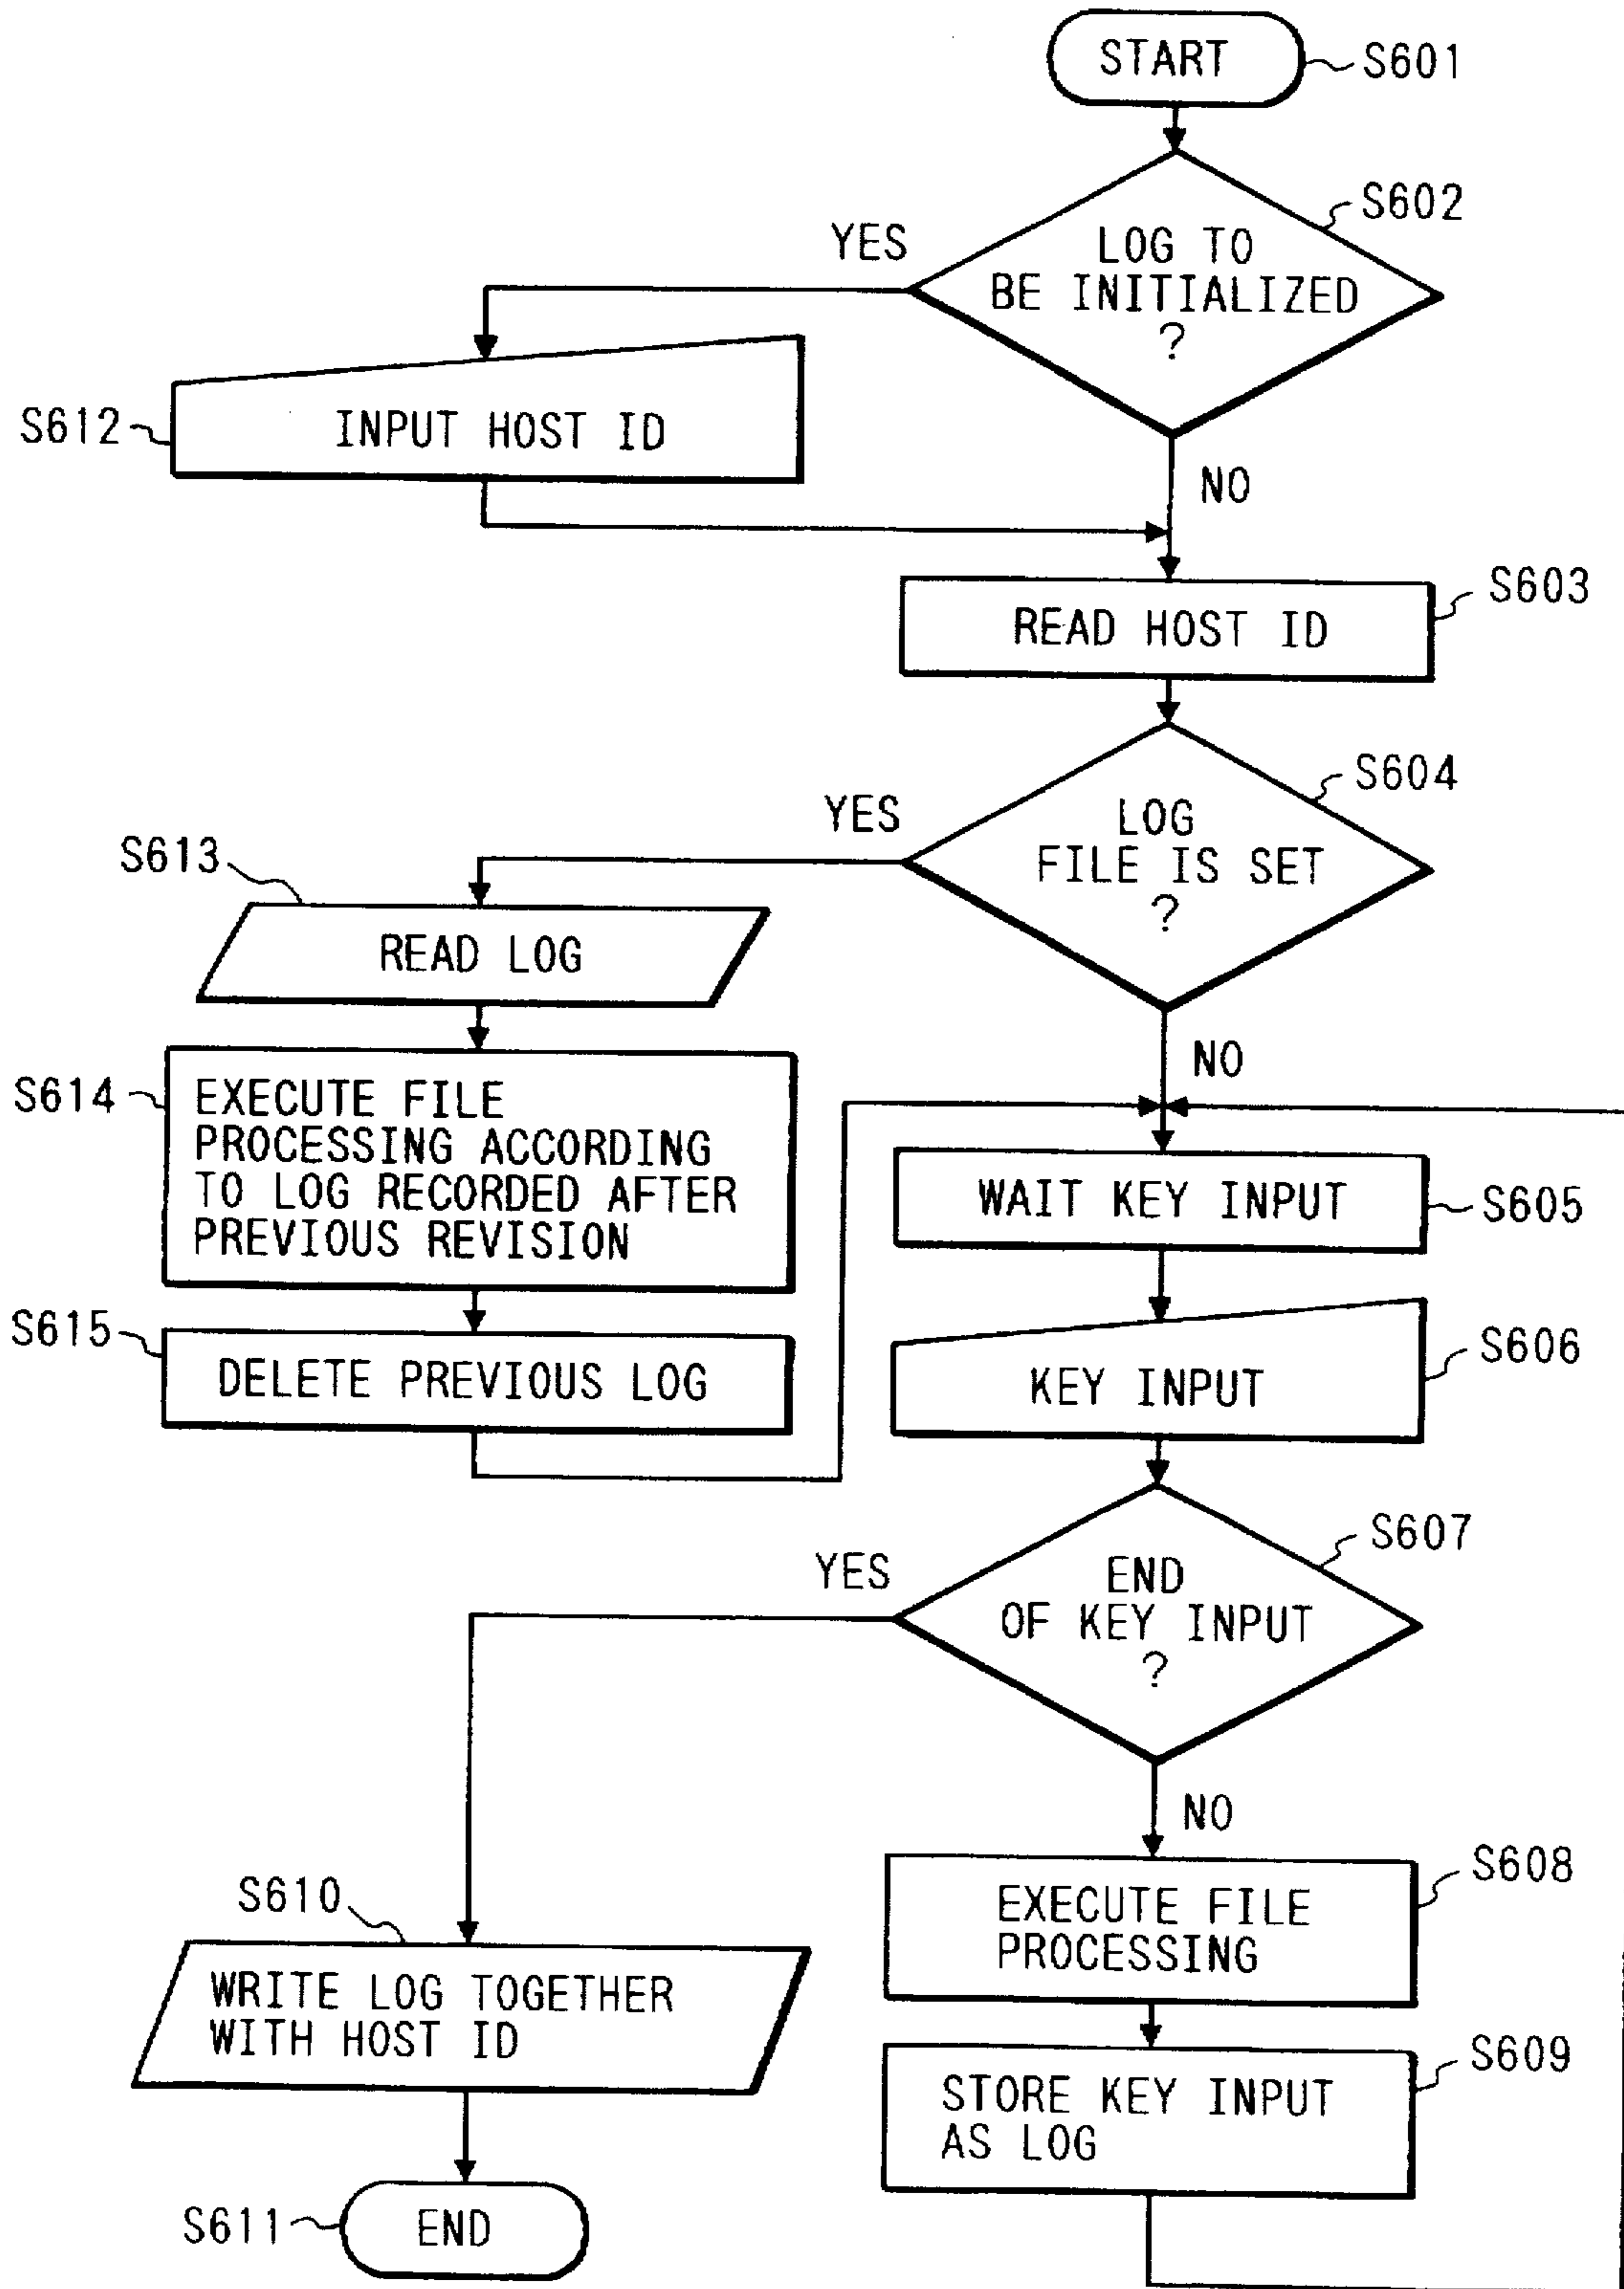 START
S601
S602
YES
LOG TO
BE INITIALIZED
?
S612
INPUT HOST ID
NO
S603
READ HOST ID
S604
YES
LOG
FILE IS SET
?
S613
READ LOG
NO
S614
EXECUTE FILE
PROCESSING ACCORDING
TO LOG RECORDED AFTER
PREVIOUS REVISION
WAIT KEY INPUT
S605
S615
DELETE PREVIOUS LOG
KEY INPUT
S606
S607
YES
END
OF KEY INPUT
?
NO
S608
EXECUTE FILE
PROCESSING
S610
WRITE LOG TOGETHER
WITH HOST ID
S609
STORE KEY INPUT
AS LOG
S611
END